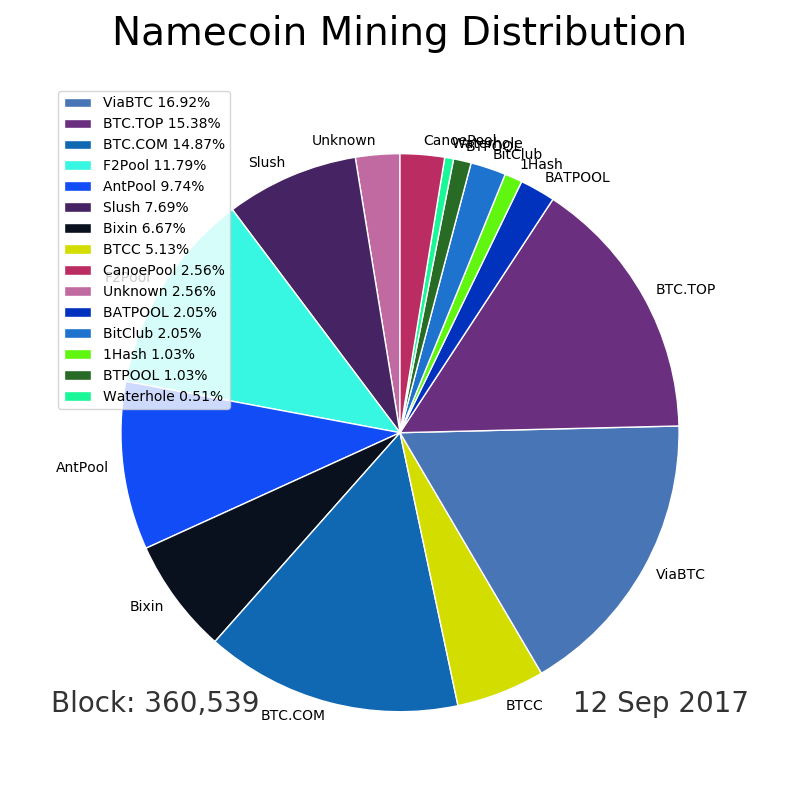 Namecoin Mining Distribution
ViaBTC 16.92%
BTC.TOP 15.38%
BTC.COM 14.87%
F2Pool 11.79%
AntPool 9.74%
Slush 7.69%
Bixin 6.67%
BTCC 5.13%
CanoePool 2.56%
Unknown 2.56%
BATPOOL 2.05%
BitClub 2.05%
1Hash 1.03%
BTPOOL 1.03%
Waterhole 0.51%
Unknown
CanoePool
Waterhole
BTPOOL
BitClub
1Hash
BATPOOL
Slush
F2Pool
BTC.TOP
AntPool
ViaBTC
Bixin
BTCC
BTC.COM
Block: 360,539
12 Sep 2017